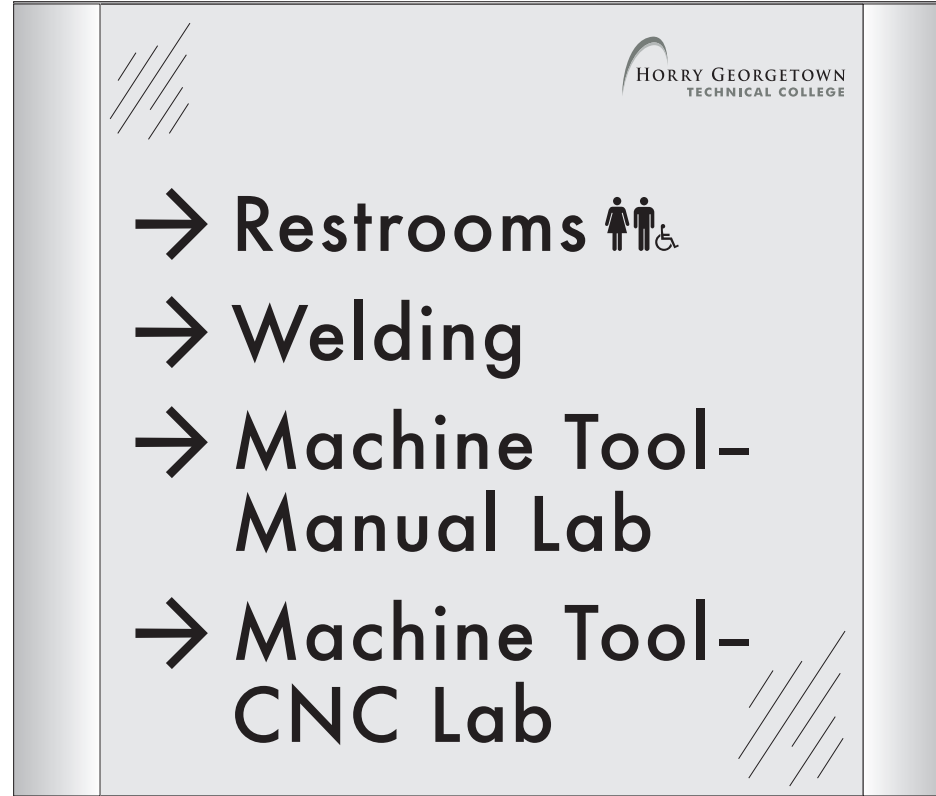 HORRY GEORGETOWN
TECHNICAL COLLEGE
→ Restrooms
→ Welding
→ Machine Tool–
Manual Lab
→ Machine Tool–
CNC Lab